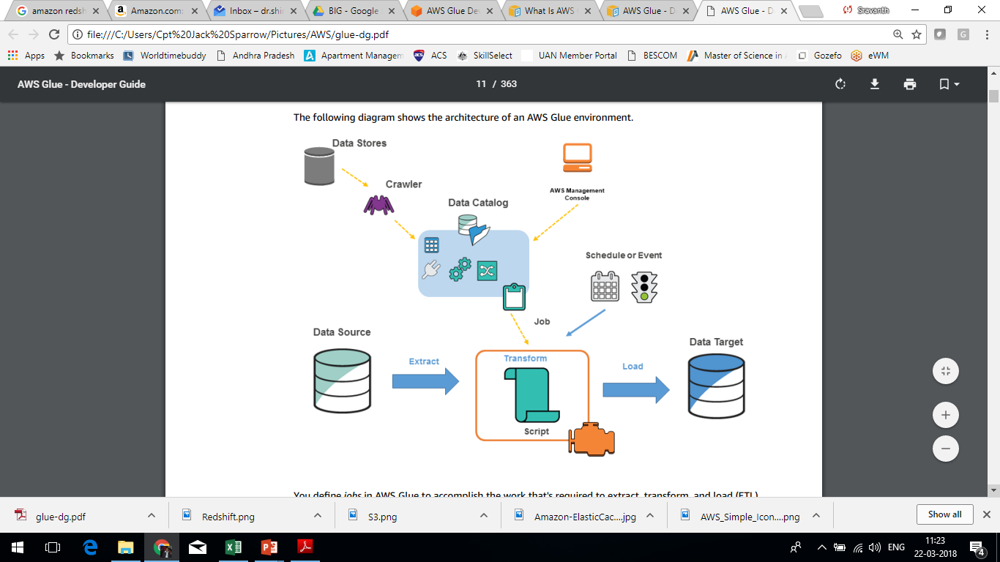 amazon redsh
Amazon.com:
Inbox – dr.shir
BIG - Google
AWS Glue De
What Is AWS
AWS Glue - D
AWS Glue - D
Sravanth
file:///C:/Users/Cpt%20Jack%20Sparrow/Pictures/AWS/glue-dg.pdf
Apps
Bookmarks
Worldtimebuddy
Andhra Pradesh
Apartment Managem
ACS
SkillSelect
UAN Member Portal
BESCOM
Master of Science in
Gozefo
eWM
AWS Glue - Developer Guide
11 / 363
The following diagram shows the architecture of an AWS Glue environment.
Data Stores
Crawler
Data Catalog
AWS Management
Console
Schedule or Event
Job
Data Source
Extract
Transform
Script
Load
Data Target
You define jobs in AWS Glue to accomplish the work that's required to extract, transform, and load (ETL)
glue-dg.pdf
Redshift.png
S3.png
Amazon-ElasticCac....jpg
AWS_Simple_Icon....png
Show all
ENG
11:23
22-03-2018
4